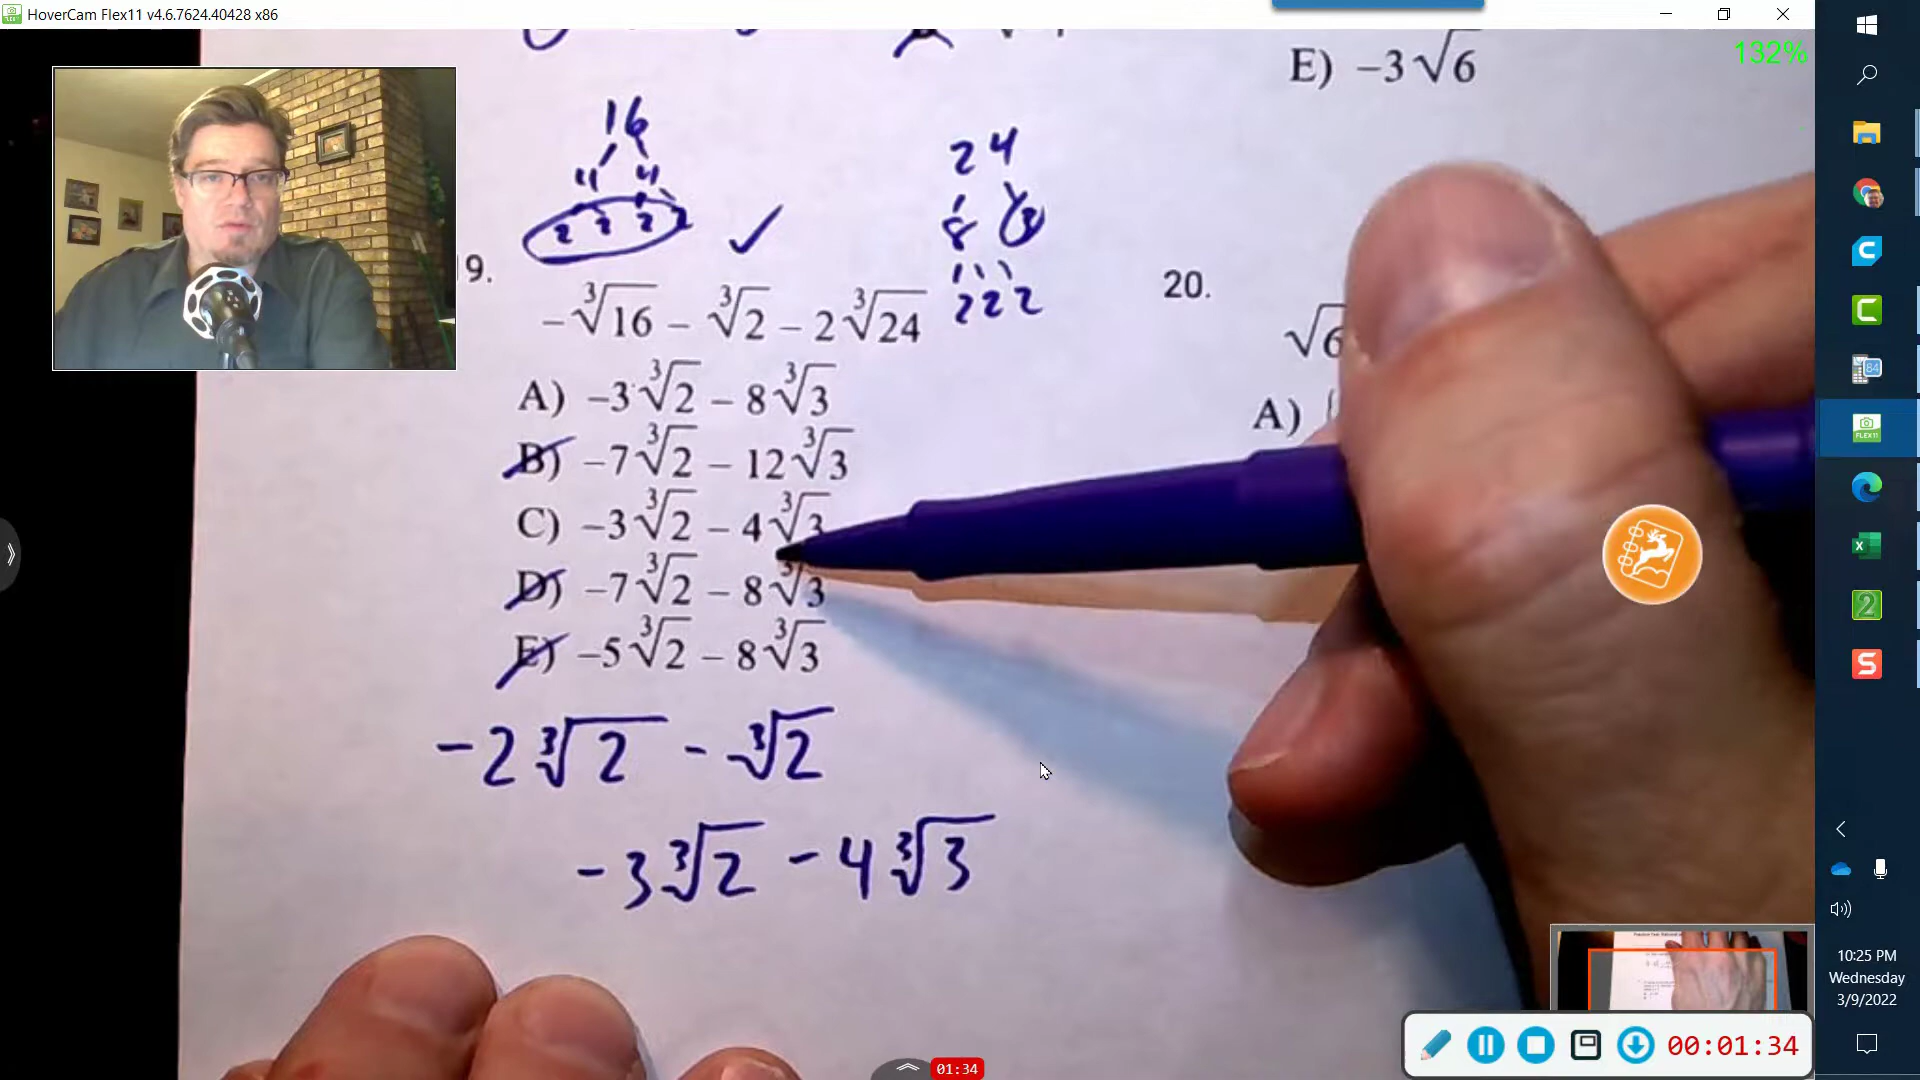 HoverCam Flex11 v4.6.7624.40428 x86
132%
E) −3√6
16
4 4
2 2 2 2
✓
24
8 3
2 2 2
19.
−∛16 − ∛2 − 2∛24
A) −3∛2 − 8∛3
B) −7∛2 − 12∛3
C) −3∛2 − 4∛3
D) −7∛2 − 8∛3
E) −5∛2 − 8∛3
-2∛2 - ∛2
-3∛2 - 4∛3
20.
√6
A)
84
FLEX11
2
S
10:25 PM
Wednesday
3/9/2022
00:01:34
01:34